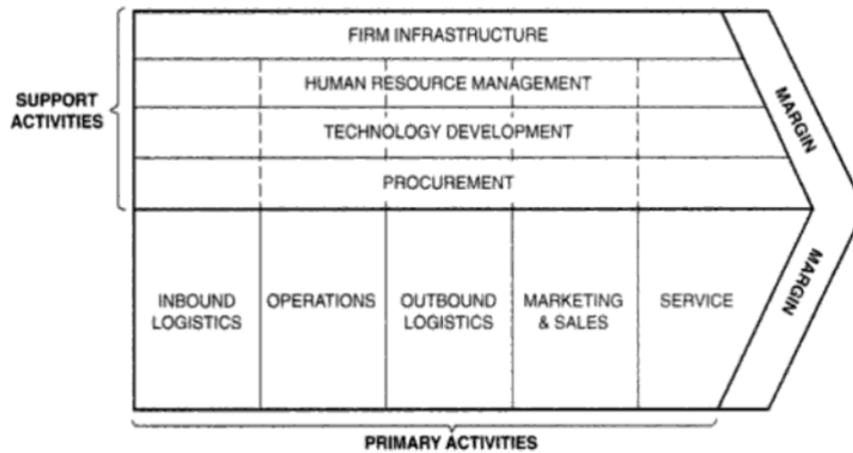 FIRM INFRASTRUCTURE
HUMAN RESOURCE MANAGEMENT
SUPPORT
ACTIVITIES
TECHNOLOGY DEVELOPMENT
PROCUREMENT
MARGIN
INBOUND
LOGISTICS
OPERATIONS
OUTBOUND
LOGISTICS
MARKETING
& SALES
SERVICE
MARGIN
PRIMARY ACTIVITIES